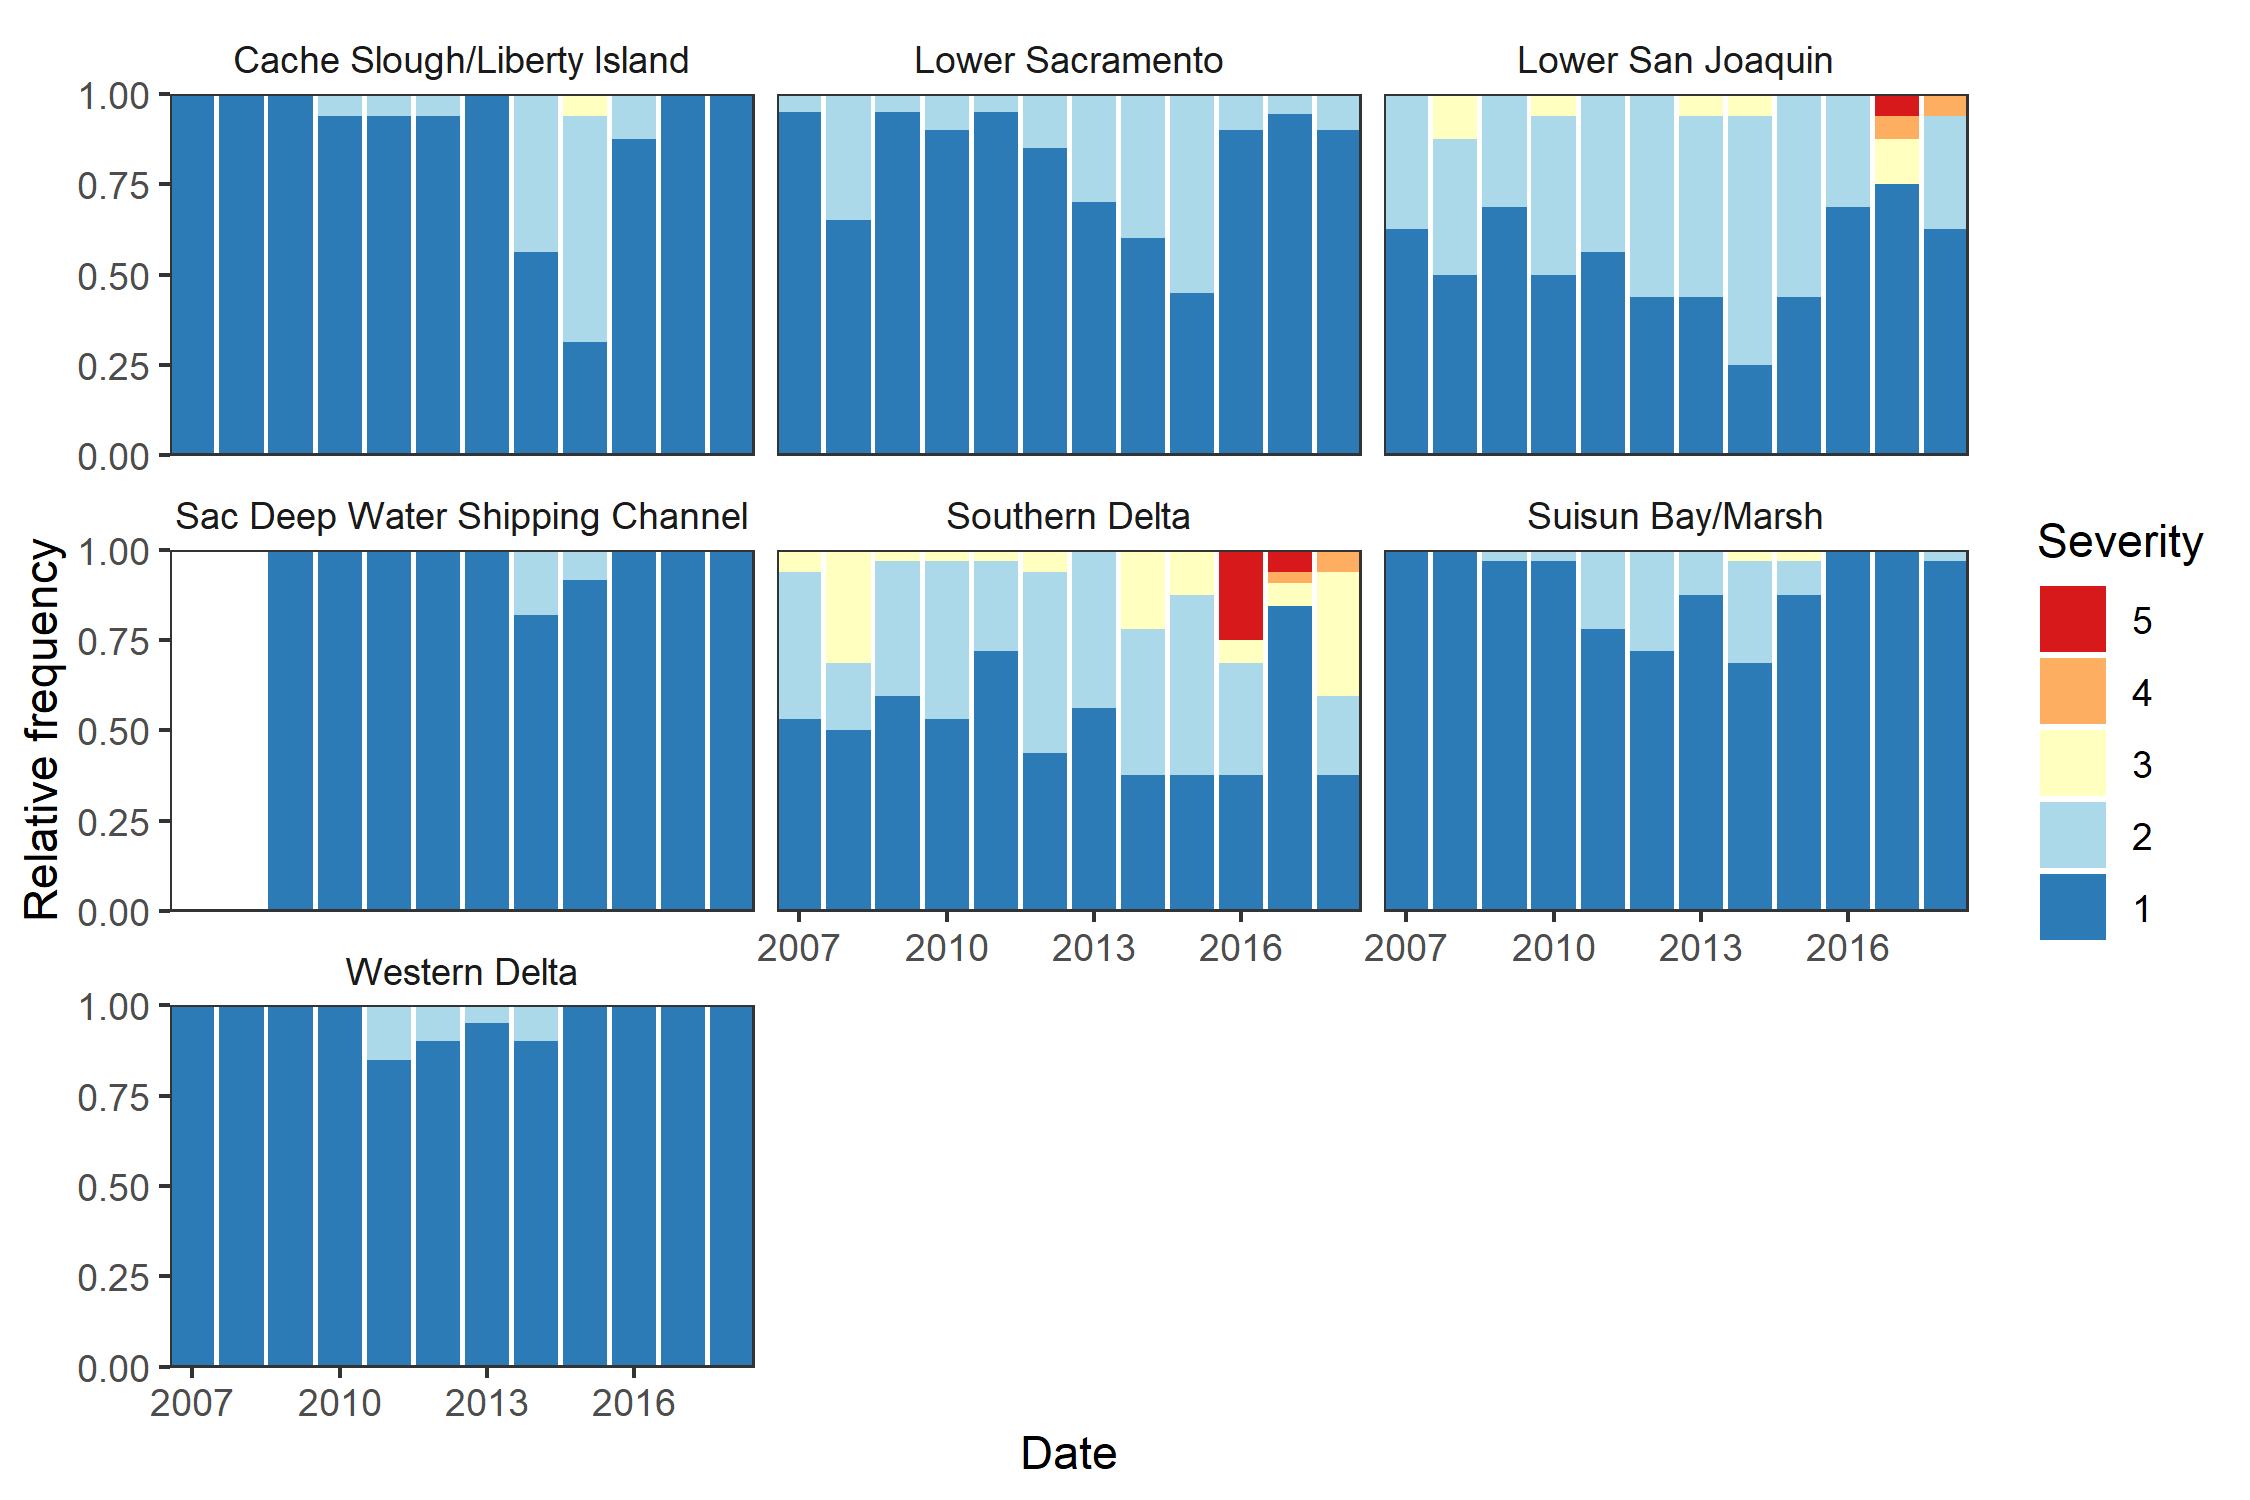 Cache Slough/Liberty Island
Lower Sacramento
Lower San Joaquin
1.00
0.75
0.50
0.25
0.00
Sac Deep Water Shipping Channel
Southern Delta
Suisun Bay/Marsh
1.00
0.75
0.50
0.25
0.00
2007 2010 2013 2016
2007 2010 2013 2016
Western Delta
1.00
0.75
0.50
0.25
0.00
2007 2010 2013 2016
Relative frequency
Date
Severity
5
4
3
2
1